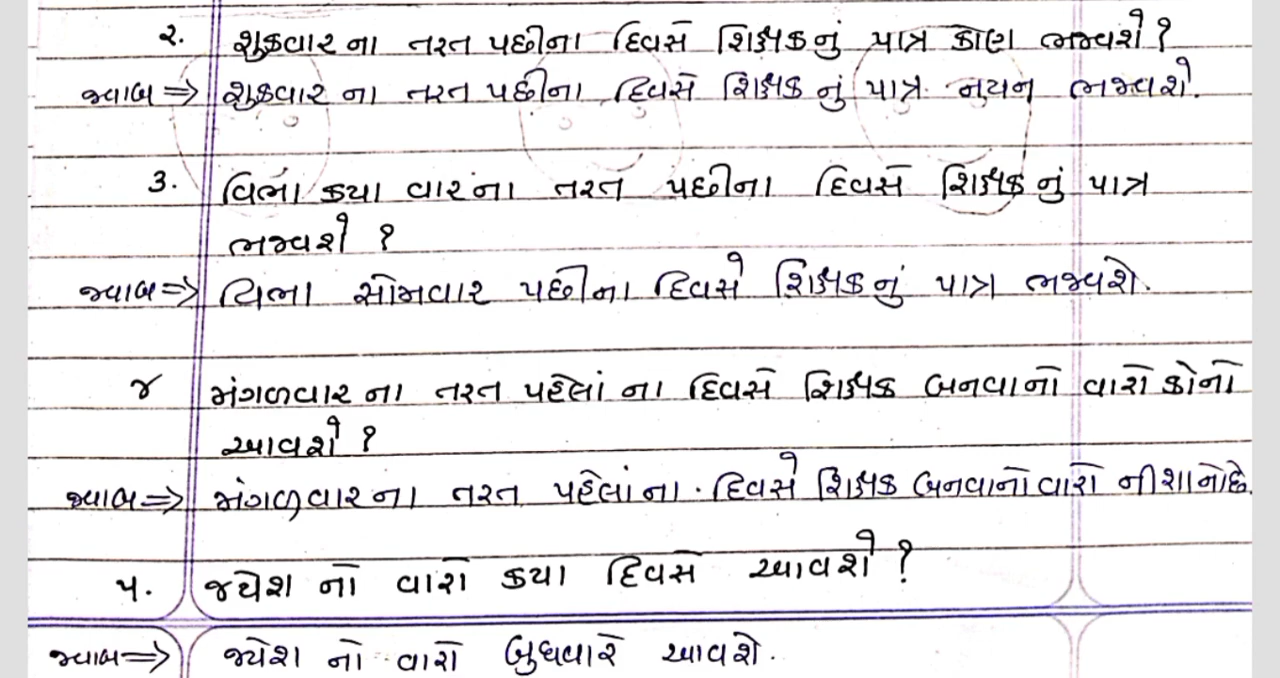 ૨. શુક્રવાર ના તરત પછીના દિવસે શિક્ષકનું પાત્ર કોણ ભજવશે ?
જવાબ ⇒ શુક્રવાર ના તરત પછીના દિવસે શિક્ષક નું પાત્ર નયન ભજવશે.
૩. વિભા કયા વારના તરત પછીના દિવસે શિક્ષક નું પાત્ર
ભજવશે ?
જવાબ ⇒ વિભા સોમવાર પછીના દિવસે શિક્ષકનું પાત્ર ભજવશે.
૪ મંગળવાર ના તરત પહેલાં ના દિવસે શિક્ષક બનવાનો વારો કોનો
આવશે ?
જવાબ ⇒ મંગળવારના તરત પહેલાંના. દિવસે શિક્ષક બનવાનો વારો નીશાનોછે.
૫. જયેશ નો વારો કયા દિવસે આવશે ?
જવાબ ⇒ જયેશ નો વારો બુધવારે આવશે.